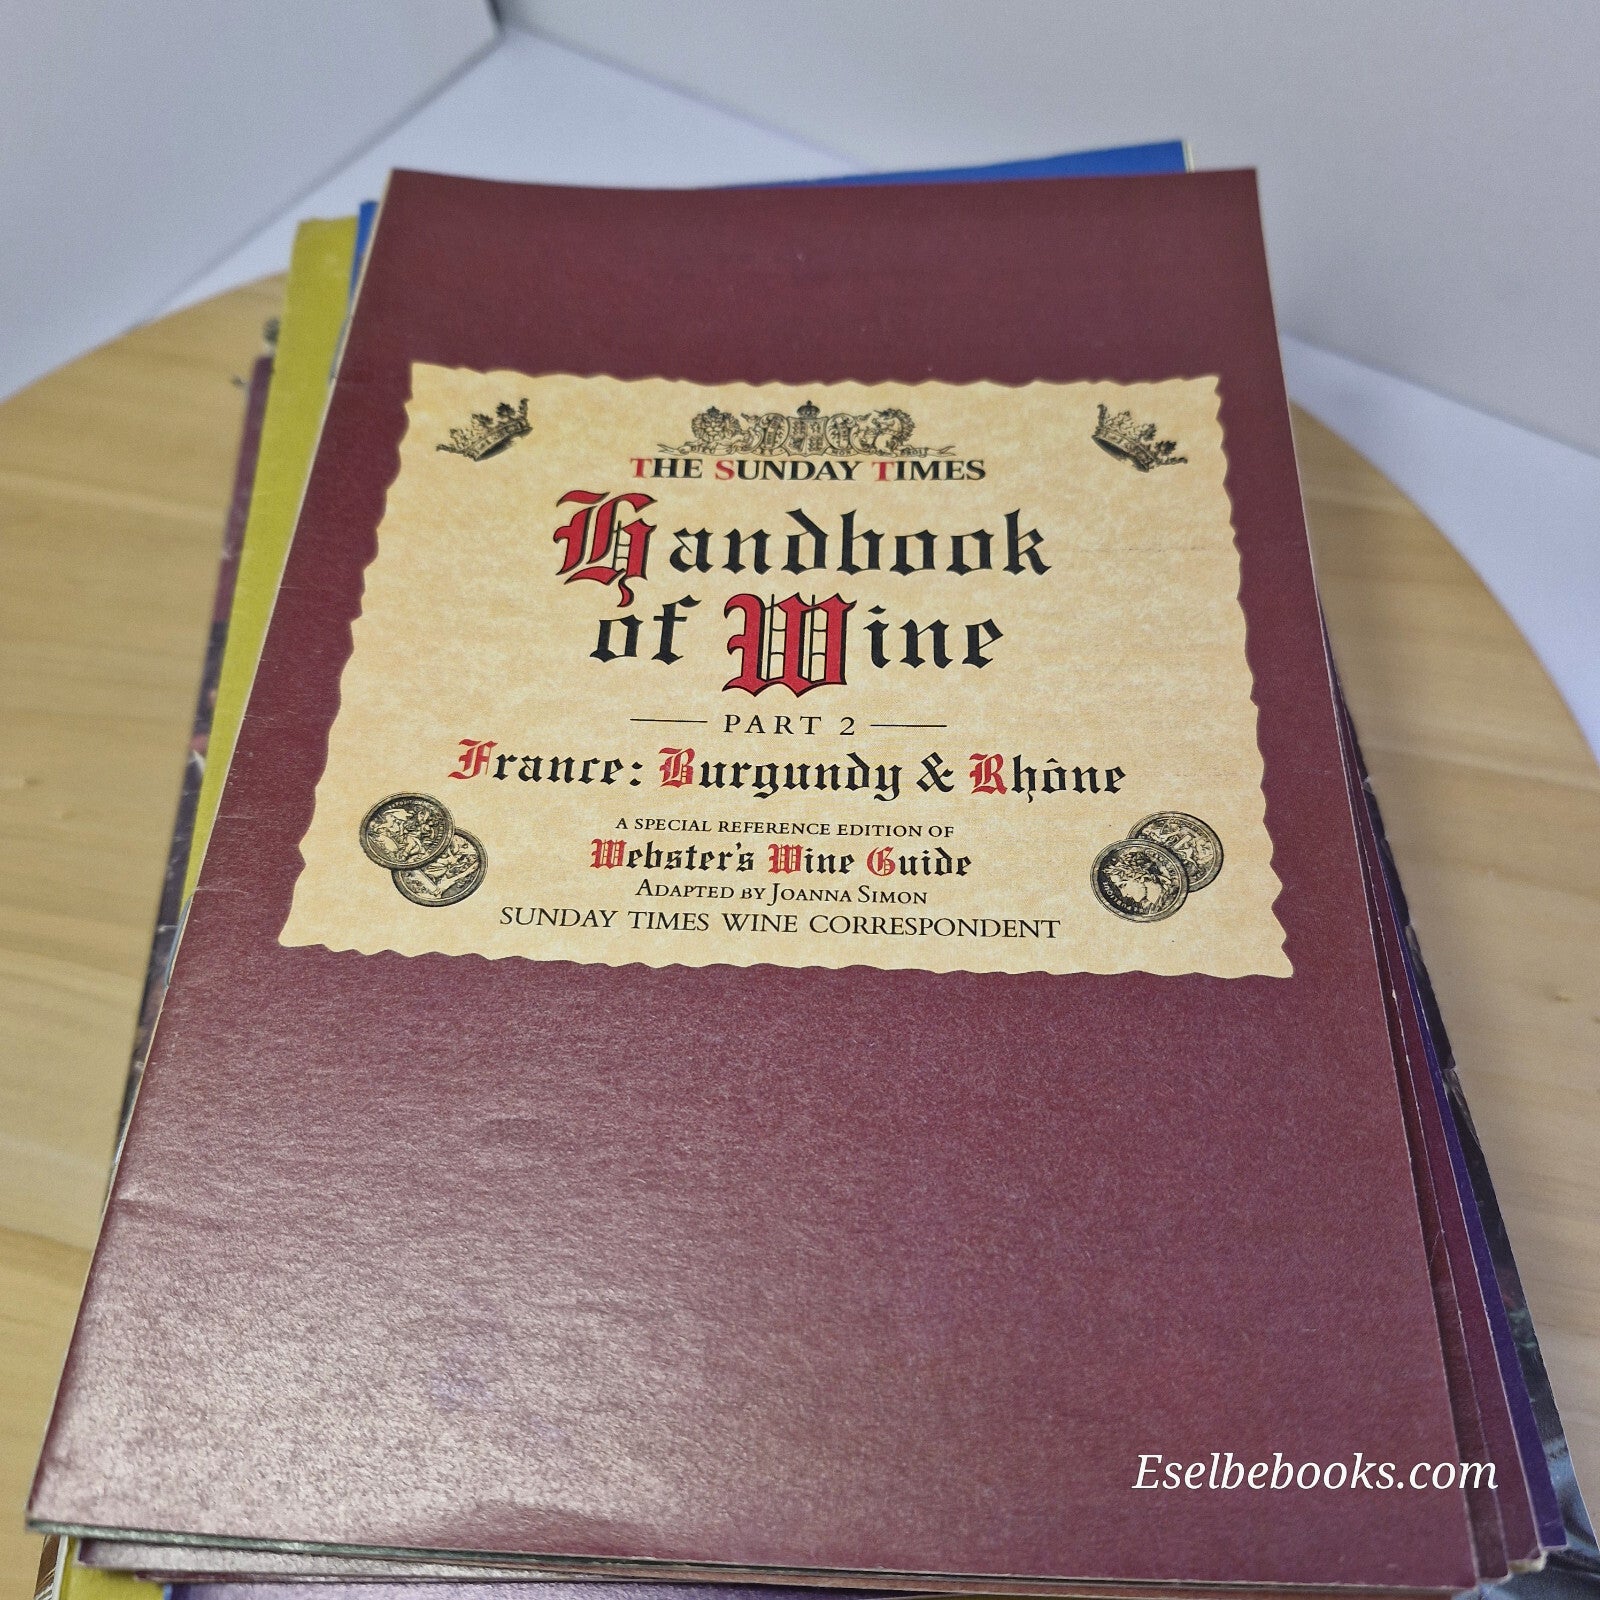 THE SUNDAY TIMES
Handbook
of Wine
PART 2
France: Burgundy & Rhône
A SPECIAL REFERENCE EDITION OF
Webster's Wine Guide
ADAPTED BY JOANNA SIMON
SUNDAY TIMES WINE CORRESPONDENT
Eselbebooks.com